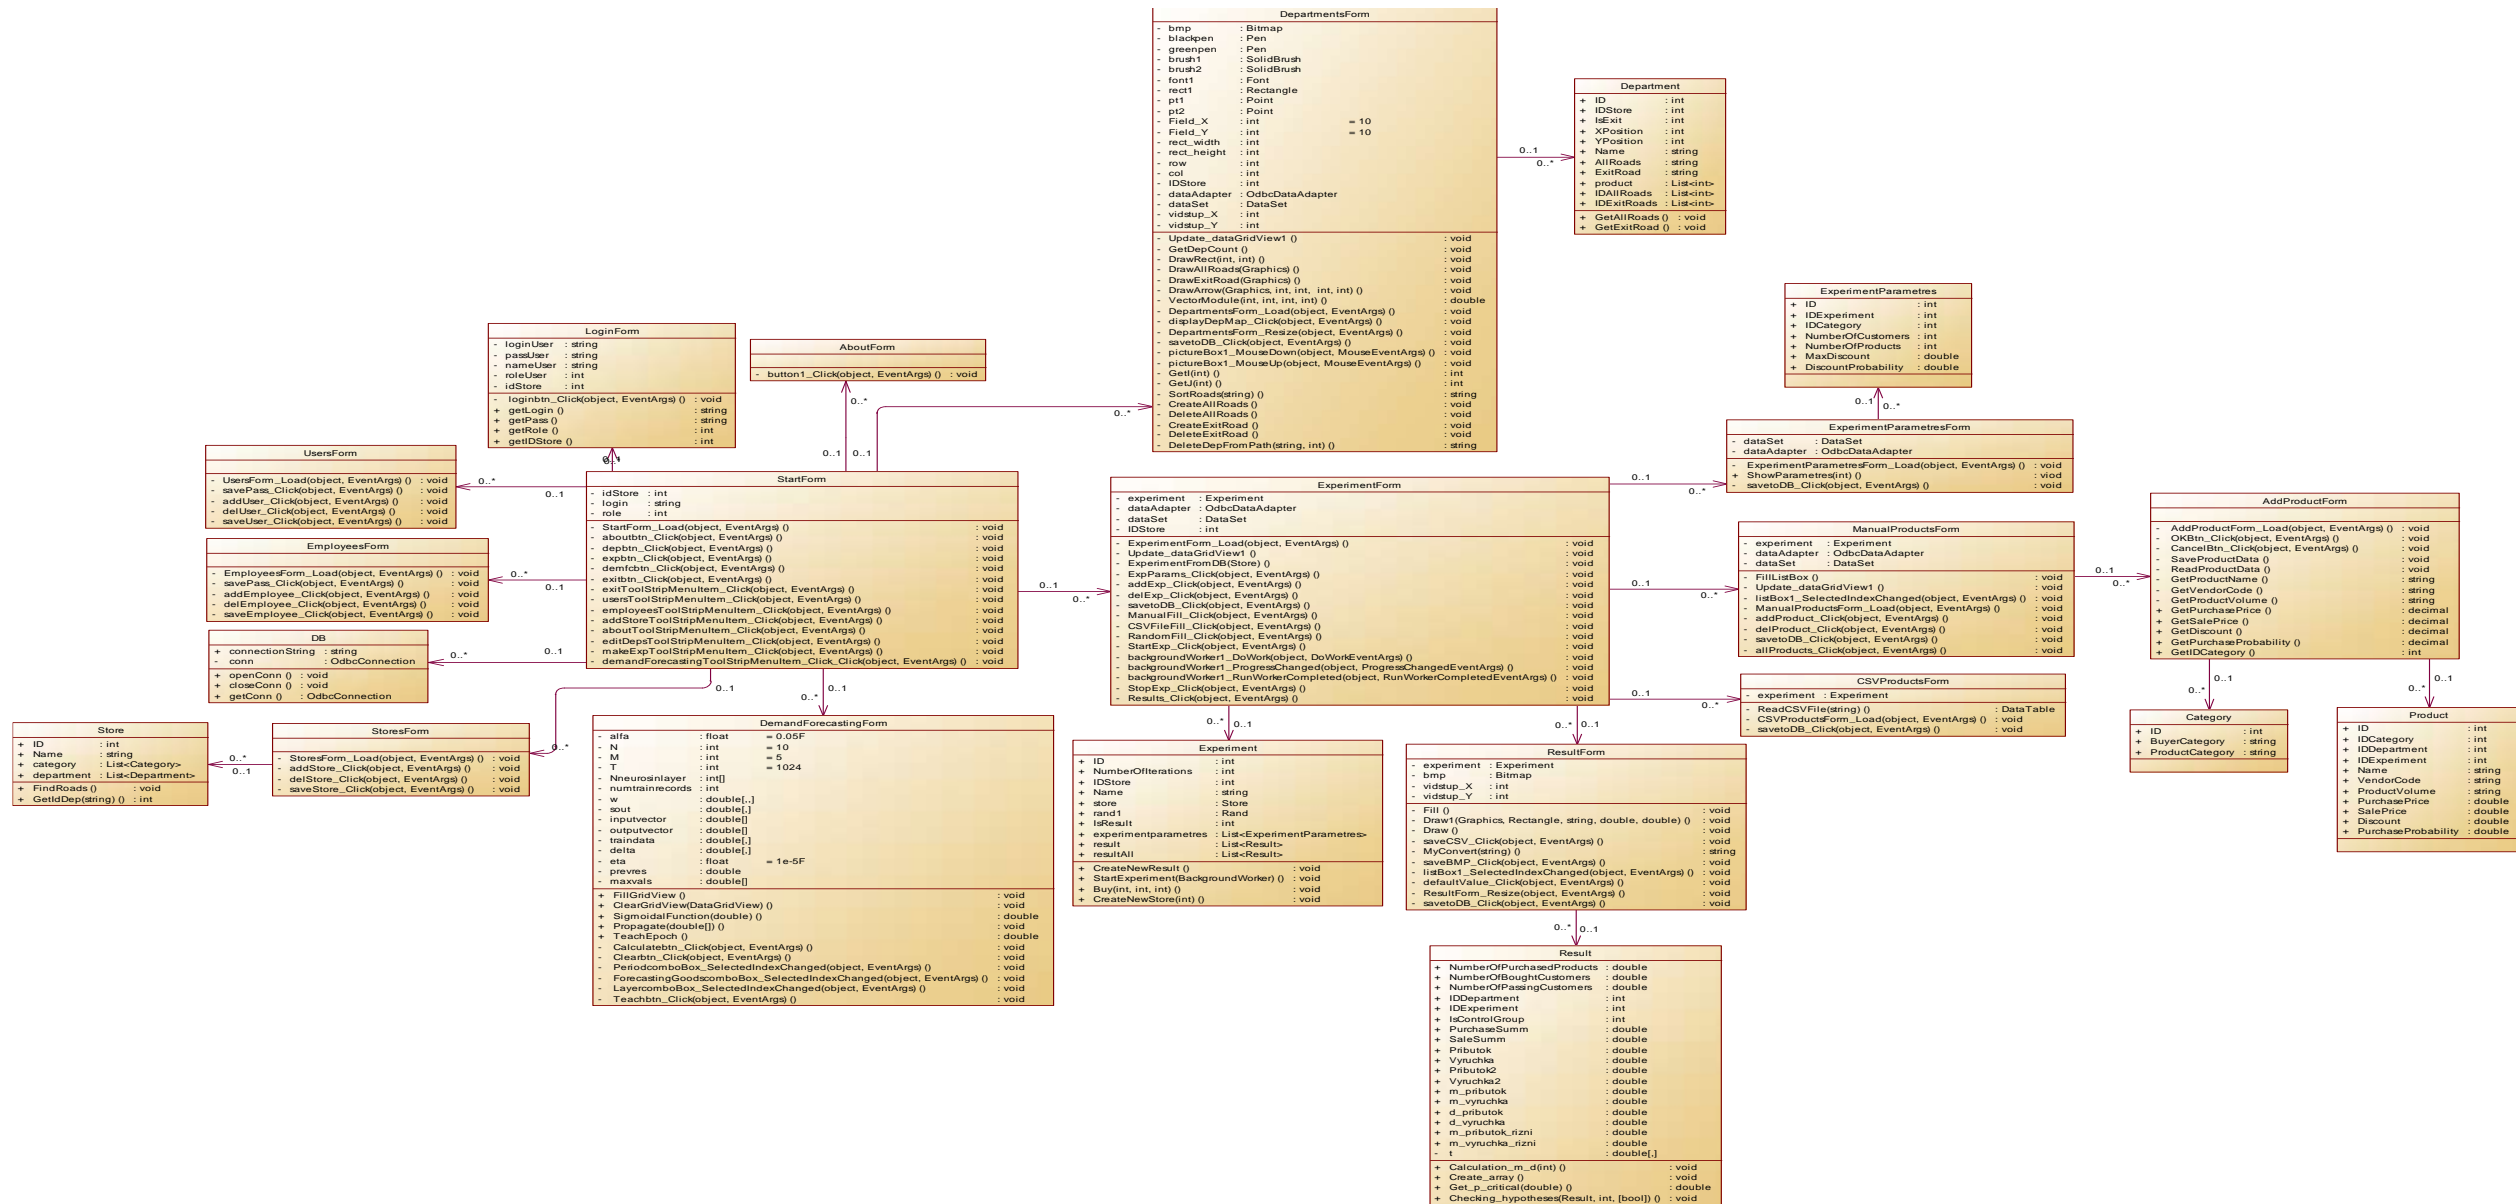 DepartmentsForm
- bmp : Bitmap
- blackpen : Pen
- greenpen : Pen
- brush1 : SolidBrush
- brush2 : SolidBrush
- font1 : Font
- rect1 : Rectangle
- pt1 : Point
- pt2 : Point
- Field_X : int = 10
- Field_Y : int = 10
- rect_width : int
- rect_height : int
- row : int
- col : int
- IDStore : int
- dataAdapter : OdbcDataAdapter
- dataSet : DataSet
- vidstup_X : int
- vidstup_Y : int
- Update_dataGridView1 () : void
- GetDepCount () : void
- DrawRect(int, int) () : void
- DrawAllRoads(Graphics) () : void
- DrawExitRoad(Graphics) () : void
- DrawArrow(Graphics, int, int, int, int) () : void
- VectorModule(int, int, int, int) () : double
- DepartmentsForm_Load(object, EventArgs) () : void
- displayDepMap_Click(object, EventArgs) () : void
- DepartmentsForm_Resize(object, EventArgs) () : void
- savetoDB_Click(object, EventArgs) () : void
- pictureBox1_MouseDown(object, MouseEventArgs) () : void
- pictureBox1_MouseUp(object, MouseEventArgs) () : void
- GetI(int) () : int
- GetJ(int) () : int
- SortRoads(string) () : string
- CreateAllRoads () : void
- DeleteAllRoads () : void
- CreateExitRoad () : void
- DeleteExitRoad () : void
- DeleteDepFromPath(string, int) () : string
0..1
0..*
Department
+ ID : int
+ IDStore : int
+ IsExit : int
+ XPosition : int
+ YPosition : int
+ Name : string
+ AllRoads : string
+ ExitRoad : string
+ product : List<int>
+ IDAllRoads : List<int>
+ IDExitRoads : List<int>
+ GetAllRoads () : void
+ GetExitRoad () : void
ExperimentParametres
+ ID : int
+ IDExperiment : int
+ IDCategory : int
+ NumberOfCustomers : int
+ NumberOfProducts : int
+ MaxDiscount : double
+ DiscountProbability : double
0..1
0..*
LoginForm
- loginUser : string
- passUser : string
- nameUser : string
- roleUser : int
- idStore : int
- loginbtn_Click(object, EventArgs) () : void
+ getLogin () : string
+ getPass () : string
+ getRole () : int
+ getIDStore () : int
AboutForm
- button1_Click(object, EventArgs) () : void
0..*
0..1
0..1
0..*
UsersForm
- UsersForm_Load(object, EventArgs) () : void
- savePass_Click(object, EventArgs) () : void
- addUser_Click(object, EventArgs) () : void
- delUser_Click(object, EventArgs) () : void
- saveUser_Click(object, EventArgs) () : void
0..*
0..1
EmployeesForm
- EmployeesForm_Load(object, EventArgs) () : void
- savePass_Click(object, EventArgs) () : void
- addEmployee_Click(object, EventArgs) () : void
- delEmployee_Click(object, EventArgs) () : void
- saveEmployee_Click(object, EventArgs) () : void
0..*
0..1
DB
+ connectionString : string
- conn : OdbcConnection
+ openConn () : void
+ closeConn () : void
+ getConn () : OdbcConnection
0..*
0..1
StartForm
- idStore : int
- login : string
- role : int
- StartForm_Load(object, EventArgs) () : void
- aboutbtn_Click(object, EventArgs) () : void
- depbtn_Click(object, EventArgs) () : void
- expbtn_Click(object, EventArgs) () : void
- demfcbtn_Click(object, EventArgs) () : void
- exitbtn_Click(object, EventArgs) () : void
- exitToolStripMenuItem_Click(object, EventArgs) () : void
- usersToolStripMenuItem_Click(object, EventArgs) () : void
- employeesToolStripMenuItem_Click(object, EventArgs) () : void
- addStoreToolStripMenuItem_Click(object, EventArgs) () : void
- aboutToolStripMenuItem_Click(object, EventArgs) () : void
- editDepsToolStripMenuItem_Click(object, EventArgs) () : void
- makeExpToolStripMenuItem_Click(object, EventArgs) () : void
- demandForecastingToolStripMenuItem_Click_Click(object, EventArgs) () : void
0..1
0..*
0..1
0..*
0..1
0..*
Store
+ ID : int
+ Name : string
+ category : List<Category>
+ department : List<Department>
+ FindRoads () : void
+ GetIdDep(string) () : int
0..*
0..1
StoresForm
- StoresForm_Load(object, EventArgs) () : void
- addStore_Click(object, EventArgs) () : void
- delStore_Click(object, EventArgs) () : void
- saveStore_Click(object, EventArgs) () : void
DemandForecastingForm
- alfa : float = 0.05F
- N : int = 10
- M : int = 5
- T : int = 1024
- Nneurosinlayer : int[]
- numtrainrecords : int
- w : double[,,]
- sout : double[,]
- inputvector : double[]
- outputvector : double[]
- traindata : double[,]
- delta : double[,]
- eta : float = 1e-5F
- prevres : double
- maxvals : double[]
+ FillGridView () : void
+ ClearGridView(DataGridView) () : void
+ SigmoidalFunction(double) () : double
+ Propagate(double[]) () : void
+ TeachEpoch () : double
- Calculatebtn_Click(object, EventArgs) () : void
- Clearbtn_Click(object, EventArgs) () : void
- PeriodcomboBox_SelectedIndexChanged(object, EventArgs) () : void
- ForecastingGoodscomboBox_SelectedIndexChanged(object, EventArgs) () : void
- LayercomboBox_SelectedIndexChanged(object, EventArgs) () : void
- Teachbtn_Click(object, EventArgs) () : void
ExperimentForm
- experiment : Experiment
- dataAdapter : OdbcDataAdapter
- dataSet : DataSet
- IDStore : int
- ExperimentForm_Load(object, EventArgs) () : void
- Update_dataGridView1 () : void
- ExperimentFromDB(Store) () : void
- ExpParams_Click(object, EventArgs) () : void
- addExp_Click(object, EventArgs) () : void
- delExp_Click(object, EventArgs) () : void
- savetoDB_Click(object, EventArgs) () : void
- ManualFill_Click(object, EventArgs) () : void
- CSVFileFill_Click(object, EventArgs) () : void
- RandomFill_Click(object, EventArgs) () : void
- StartExp_Click(object, EventArgs) () : void
- backgroundWorker1_DoWork(object, DoWorkEventArgs) () : void
- backgroundWorker1_ProgressChanged(object, ProgressChangedEventArgs) () : void
- backgroundWorker1_RunWorkerCompleted(object, RunWorkerCompletedEventArgs) () : void
- StopExp_Click(object, EventArgs) () : void
- Results_Click(object, EventArgs) () : void
0..1
0..*
0..1
0..*
0..1
0..*
0..*
0..1
0..*
0..1
ExperimentParametresForm
- dataSet : DataSet
- dataAdapter : OdbcDataAdapter
- ExperimentParametresForm_Load(object, EventArgs) () : void
+ ShowParametres(int) () : void
- savetoDB_Click(object, EventArgs) () : void
ManualProductsForm
- experiment : Experiment
- dataAdapter : OdbcDataAdapter
- dataSet : DataSet
- FillListBox () : void
- Update_dataGridView1 () : void
- listBox1_SelectedIndexChanged(object, EventArgs) () : void
- ManualProductsForm_Load(object, EventArgs) () : void
- addProduct_Click(object, EventArgs) () : void
- delProduct_Click(object, EventArgs) () : void
- savetoDB_Click(object, EventArgs) () : void
- allProducts_Click(object, EventArgs) () : void
0..1
0..*
CSVProductsForm
- experiment : Experiment
- ReadCSVFile(string) () : DataTable
- CSVProductsForm_Load(object, EventArgs) () : void
- savetoDB_Click(object, EventArgs) () : void
AddProductForm
- AddProductForm_Load(object, EventArgs) () : void
- OKBtn_Click(object, EventArgs) () : void
- CancelBtn_Click(object, EventArgs) () : void
- SaveProductData () : void
- ReadProductData () : void
- GetProductName () : string
- GetVendorCode () : string
- GetProductVolume () : string
+ GetPurchasePrice () : decimal
+ GetSalePrice () : decimal
+ GetDiscount () : decimal
+ GetPurchaseProbability () : decimal
+ GetIDCategory () : int
0..1
0..*
0..1
0..*
Category
+ ID : int
+ BuyerCategory : string
+ ProductCategory : string
Product
+ ID : int
+ IDCategory : int
+ IDDepartment : int
+ IDExperiment : int
+ Name : string
+ VendorCode : string
+ ProductVolume : string
+ PurchasePrice : double
+ SalePrice : double
+ Discount : double
+ PurchaseProbability : double
Experiment
+ ID : int
+ NumberOfIterations : int
+ IDStore : int
+ Name : string
+ store : Store
+ rand1 : Rand
+ IsResult : int
+ experimentparametres : List<ExperimentParametres>
+ result : List<Result>
+ resultAll : List<Result>
+ CreateNewResult () : void
+ StartExperiment(BackgroundWorker) () : void
+ Buy(int, int, int) () : void
+ CreateNewStore(int) () : void
ResultForm
- experiment : Experiment
- bmp : Bitmap
- vidstup_X : int
- vidstup_Y : int
- Fill () : void
- Draw1(Graphics, Rectangle, string, double, double) () : void
- Draw () : void
- saveCSV_Click(object, EventArgs) () : void
- MyConvert(string) () : string
- saveBMP_Click(object, EventArgs) () : void
- listBox1_SelectedIndexChanged(object, EventArgs) () : void
- defaultValue_Click(object, EventArgs) () : void
- ResultForm_Resize(object, EventArgs) () : void
- savetoDB_Click(object, EventArgs) () : void
0..*
0..1
Result
+ NumberOfPurchasedProducts : double
+ NumberOfBoughtCustomers : double
+ NumberOfPassingCustomers : double
+ IDDepartment : int
+ IDExperiment : int
+ IsControlGroup : int
+ PurchaseSumm : double
+ SaleSumm : double
+ Pributok : double
+ Vyruchka : double
+ Pributok2 : double
+ Vyruchka2 : double
+ m_pributok : double
+ m_vyruchka : double
+ d_pributok : double
+ d_vyruchka : double
+ m_pributok_rizni : double
+ m_vyruchka_rizni : double
- t : double[,]
+ Calculation_m_d(int) () : void
+ Create_array () : void
+ Get_p_critical(double) () : double
+ Checking_hypotheses(Result, int, [bool]) () : void